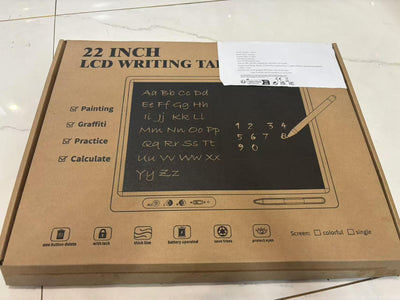 22 INCH
LCD WRITING
Painting
Graffiti
Practice
Calculate
Aa Bb Cc Dd
Ee Ff Gg Hh
Ii Jj Kk Ll
Mm Nn Oo Pp
Qq Rr Ss Tt
Uu Vv Ww Xx
Yy Zz
1 2 3 4
5 6 7 8
9 0
one button delete
with lock
thick line
Battery operated
save trees
protect eyes
Screen: colorful single